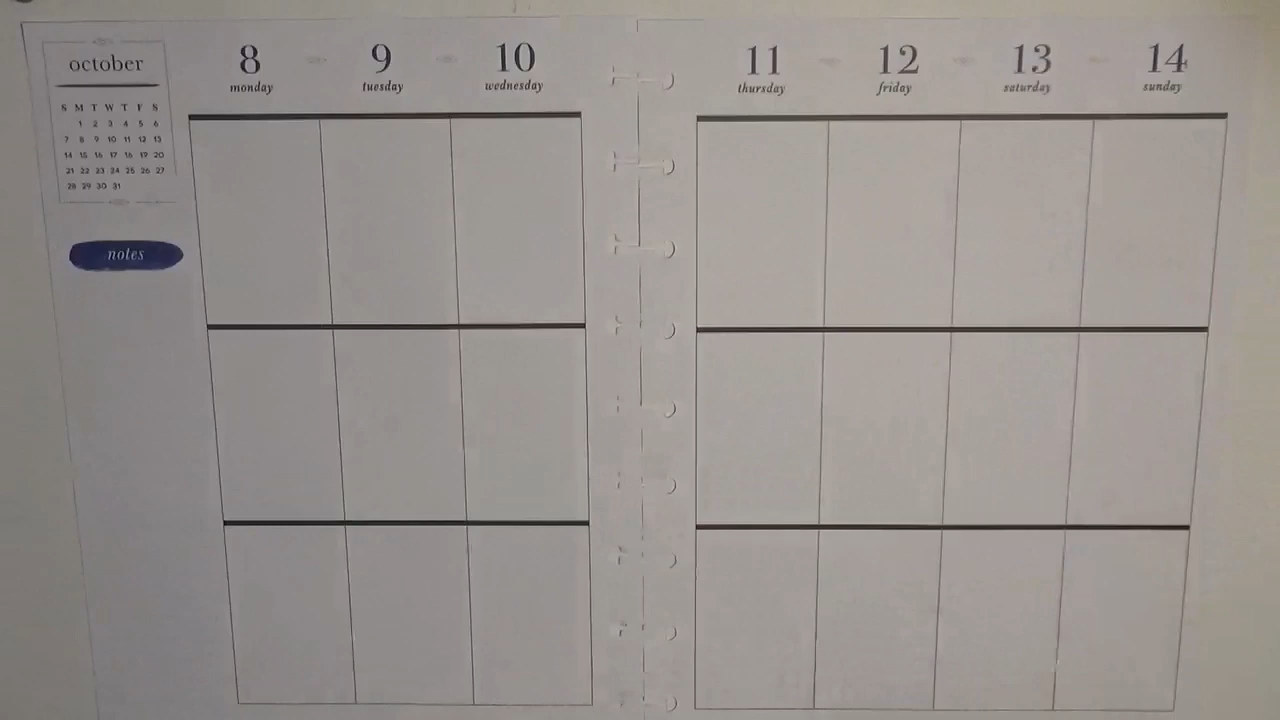 october
S M T W T F S
1 2 3 4 5 6
7 8 9 10 11 12 13
14 15 16 17 18 19 20
21 22 23 24 25 26 27
28 29 30 31
notes
8 9 10
monday tuesday wednesday
11 12 13 14
thursday friday saturday sunday